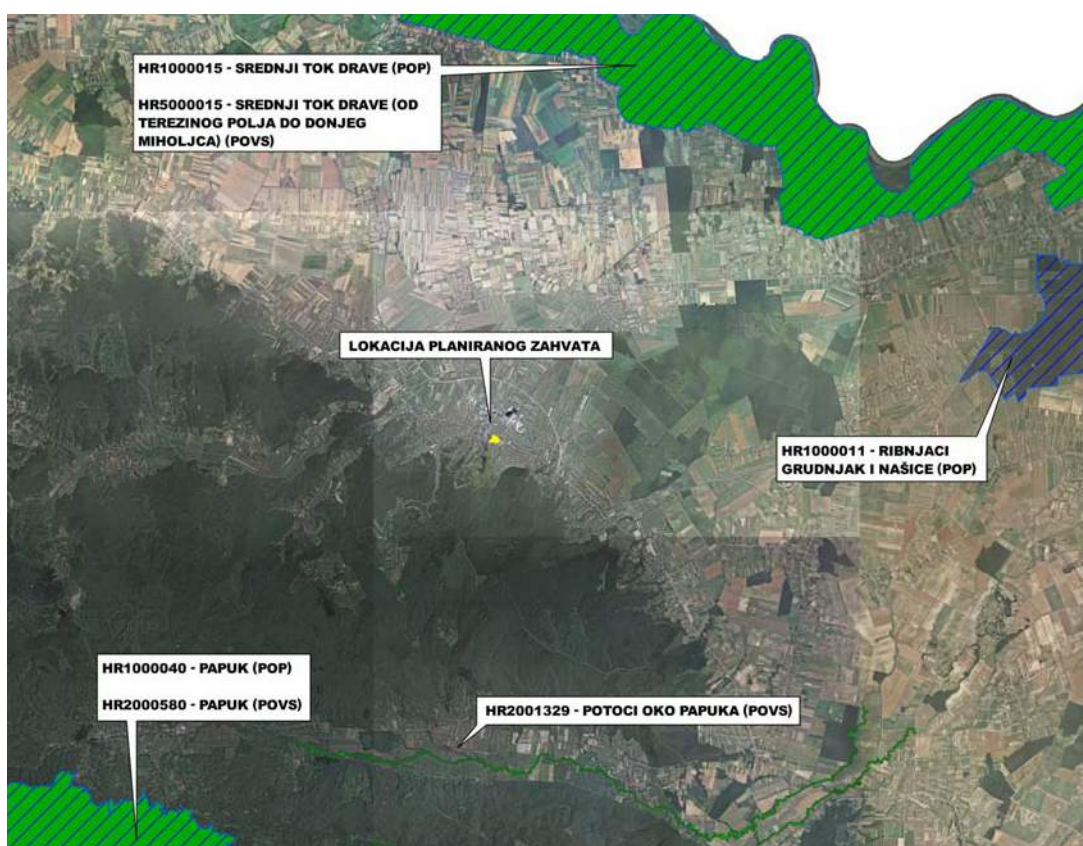 HR1000015 - SREDNJI TOK DRAVE (POP)
HR5000015 - SREDNJI TOK DRAVE (OD
TEREZINOG POLJA DO DONJEG
MIHOLJCA) (POVS)
LOKACIJA PLANIRANOG ZAHVATA
HR1000011 - RIBNJACI
GRUDNJAK I NAŠICE (POP)
HR1000040 - PAPUK (POP)
HR2000580 - PAPUK (POVS)
HR2001329 - POTOCI OKO PAPUKA (POVS)